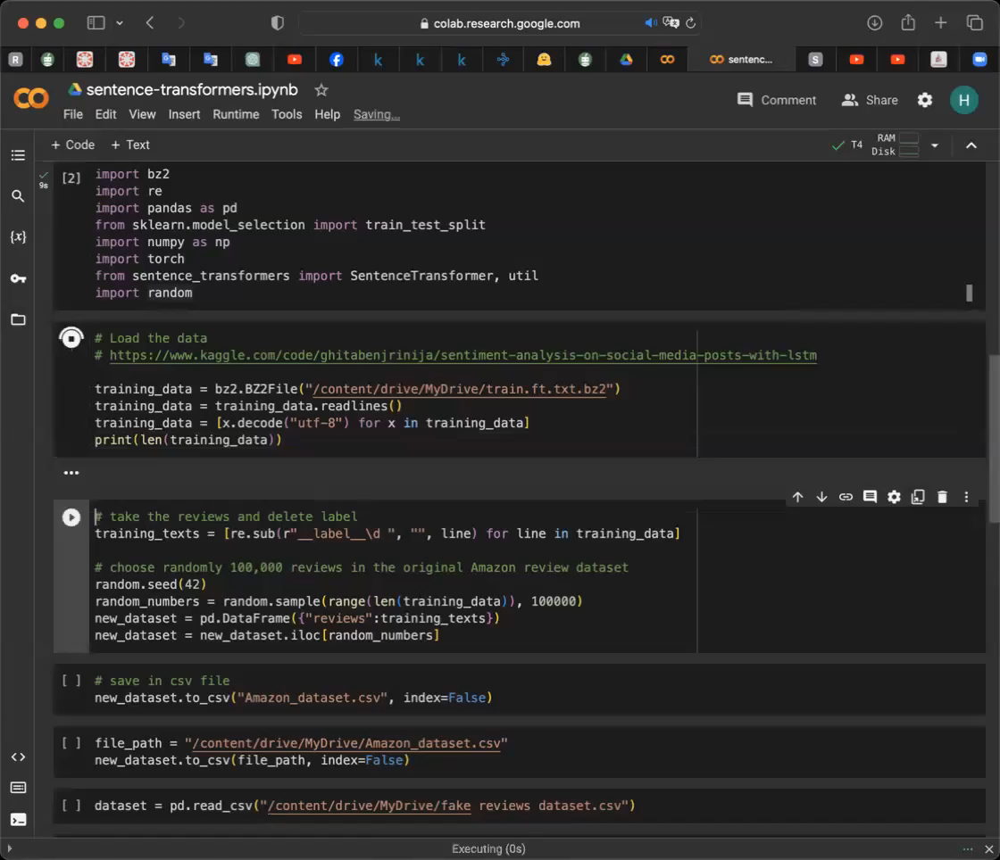 colab.research.google.com
R
k
k
k
sentenc...
S
sentence-transformers.ipynb
Comment
Share
H
File Edit View Insert Runtime Tools Help Saving...
+ Code + Text
T4
RAM
Disk
9s
[2]
import bz2
import re
import pandas as pd
from sklearn.model_selection import train_test_split
import numpy as np
import torch
from sentence_transformers import SentenceTransformer, util
import random
{x}
# Load the data
# https://www.kaggle.com/code/ghitabenjrinija/sentiment-analysis-on-social-media-posts-with-lstm
training_data = bz2.BZ2File("/content/drive/MyDrive/train.ft.txt.bz2")
training_data = training_data.readlines()
training_data = [x.decode("utf-8") for x in training_data]
print(len(training_data))
...
# take the reviews and delete label
training_texts = [re.sub(r"__label__\d ", "", line) for line in training_data]
# choose randomly 100,000 reviews in the original Amazon review dataset
random.seed(42)
random_numbers = random.sample(range(len(training_data)), 100000)
new_dataset = pd.DataFrame({"reviews":training_texts})
new_dataset = new_dataset.iloc[random_numbers]
[ ] # save in csv file
new_dataset.to_csv("Amazon_dataset.csv", index=False)
[ ] file_path = "/content/drive/MyDrive/Amazon_dataset.csv"
new_dataset.to_csv(file_path, index=False)
[ ] dataset = pd.read_csv("/content/drive/MyDrive/fake reviews dataset.csv")
Executing (0s)